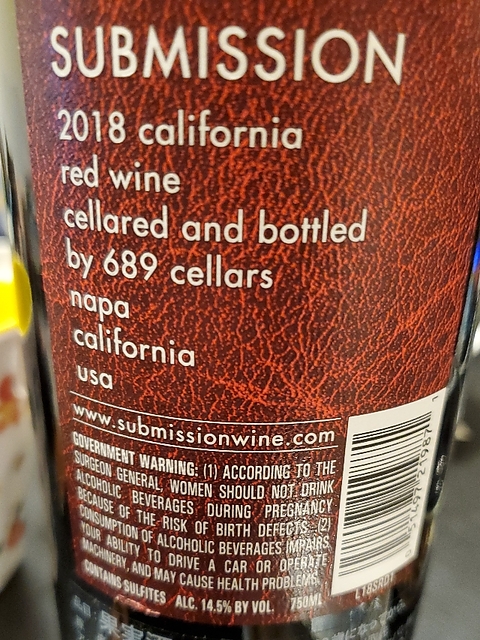 SUBMISSION
2018 california
red wine
cellared and bottled
by 689 cellars
napa
california
usa
www.submissionwine.com
GOVERNMENT WARNING: (1) ACCORDING TO THE
SURGEON GENERAL, WOMEN SHOULD NOT DRINK
ALCOHOLIC BEVERAGES DURING PREGNANCY
BECAUSE OF THE RISK OF BIRTH DEFECTS. (2)
CONSUMPTION OF ALCOHOLIC BEVERAGES IMPAIRS
YOUR ABILITY TO DRIVE A CAR OR OPERATE
MACHINERY, AND MAY CAUSE HEALTH PROBLEMS.
CONTAINS SULFITES ALC. 14.5% BY VOL. 750ML
L18SR01